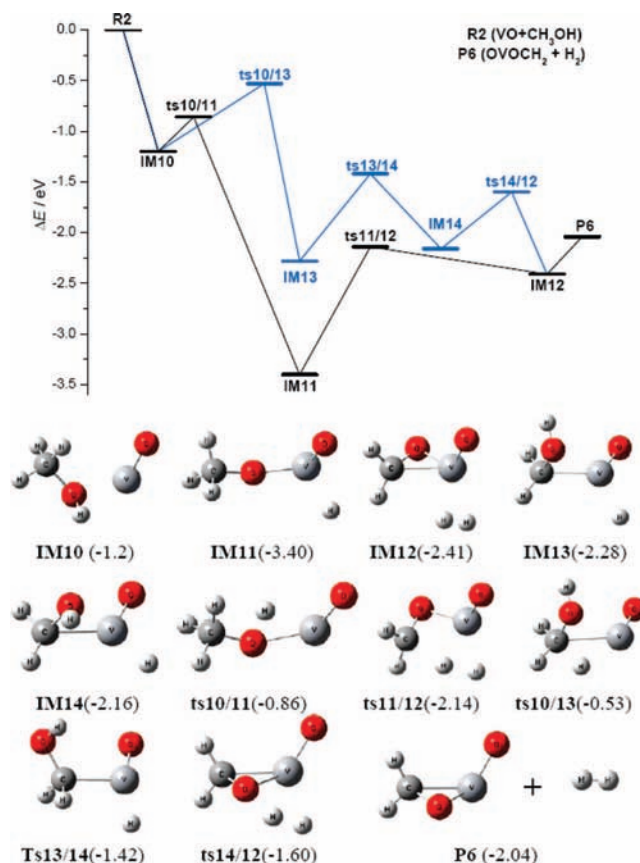 R2 (VO+CH3OH)
P6 (OVOCH2 + H2)
ΔE / eV
0.0
-0.5
-1.0
-1.5
-2.0
-2.5
-3.0
-3.5
R2
ts10/13
ts10/11
IM10
ts13/14
ts14/12
IM14
ts11/12
P6
IM13
IM12
IM11
H H O
C V
H O
H
H O
C O V
H H
H
H O O
C V
H
H H
H
O O
H C V
H
H
IM10 (-1.2) IM11(-3.40) IM12(-2.41) IM13(-2.28)
H O O
H C V
H
H
H H O
H C O V
H
O O
H C V
H
H H
H
O O
H C V
H H
IM14(-2.16) ts10/11(-0.86) ts11/12(-2.14) ts10/13(-0.53)
O H O
C V
H H
H
H O
C V
H O
H H
H O
C V
H O
+ H H
Ts13/14(-1.42) ts14/12(-1.60) P6 (-2.04)